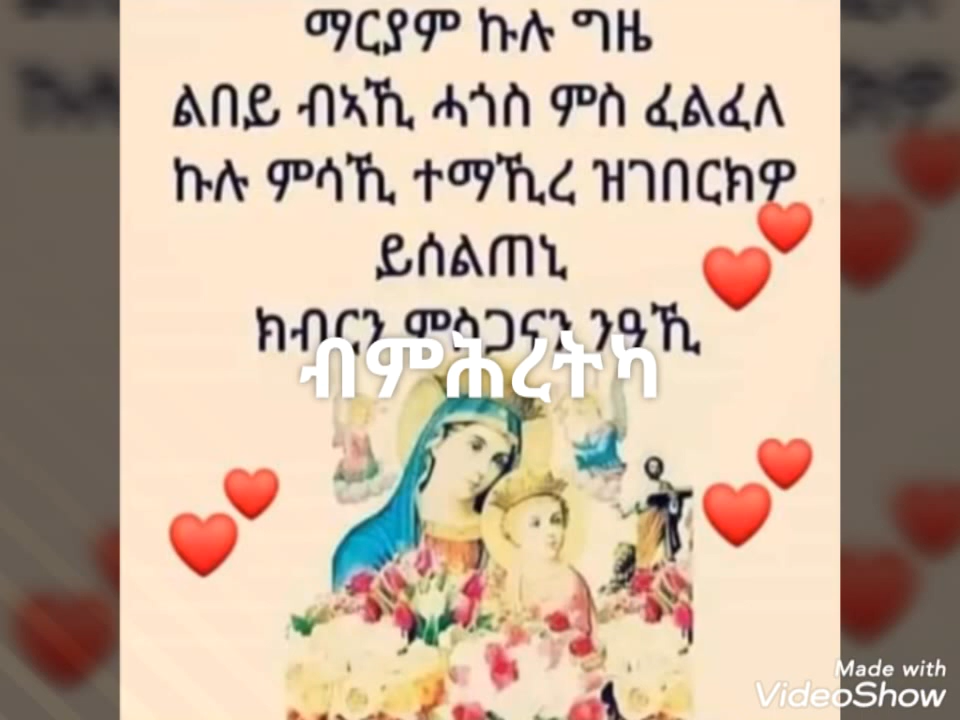 ማርያም ኩሉ ግዜ
ልበይ ብኣኺ ሓጎስ ምስ ፈልፈለ
ኩሉ ምሳኺ ተማኺረ ዝገበርክዎ
ይሰልጠኒ
ክብርን ምስጋናን ንዓኺ
ብምሕረትካ
Made with
VideoShow